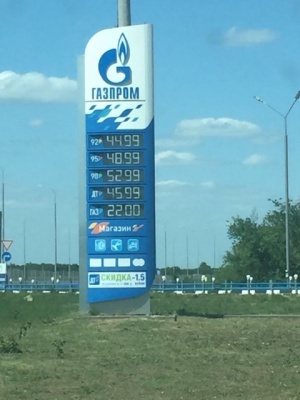 ГАЗПРОМ
92 44.99
95 48.99
98 52.99
ДТ 45.99
ГАЗ 22.00
Магазин
СКИДКА -1.5